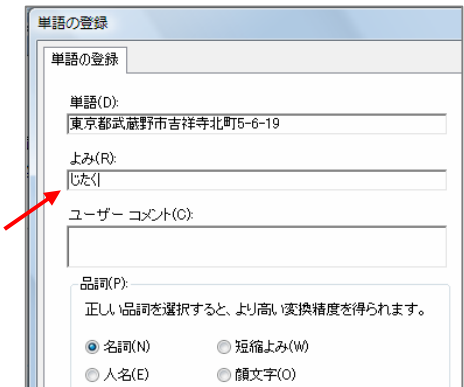 単語の登録
単語の登録
単語(D):
東京都武蔵野市吉祥寺北町5-6-19
よみ(R):
じたく
ユーザー コメント(C):
品詞(P):
正しい品詞を選択すると、より高い変換精度を得られます。
名詞(N) 短縮よみ(W)
人名(E) 顔文字(O)